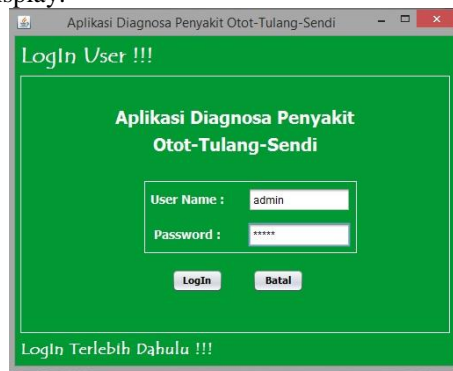 display.
Aplikasi Diagnosa Penyakit Otot-Tulang-Sendi
LogIn User !!!
Aplikasi Diagnosa Penyakit
Otot-Tulang-Sendi
User Name : admin
Password : *****
LogIn Batal
LogIn Terlebih Dahulu !!!